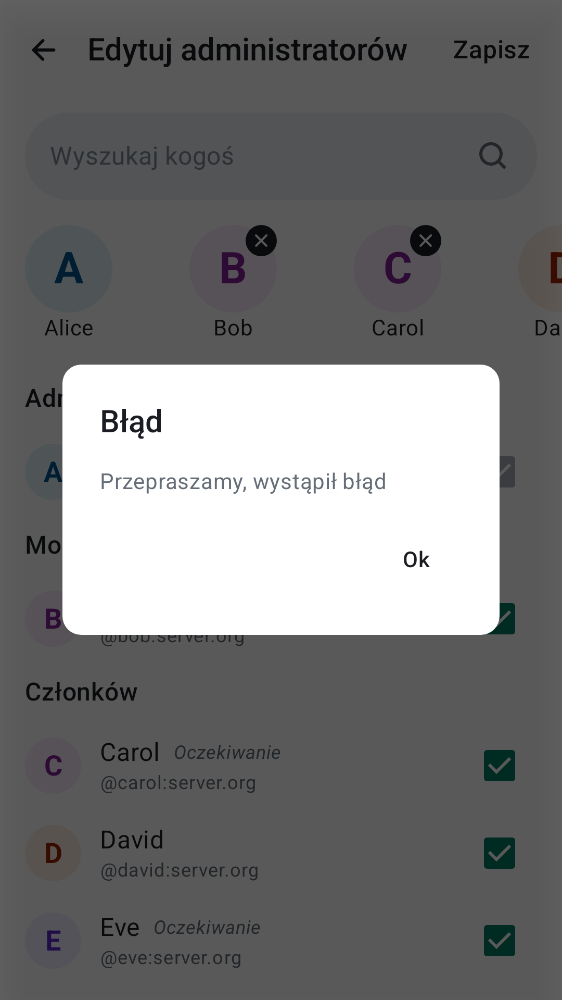 Edytuj administratorów
Zapisz
Wyszukaj kogoś
A
B
C
Alice
Bob
Carol
Da
Adr
A
Błąd
Przepraszamy, wystąpił błąd
Ok
Mo
B
@bob:server.org
Członków
C
Carol Oczekiwanie
@carol:server.org
D
David
@david:server.org
E
Eve Oczekiwanie
@eve:server.org